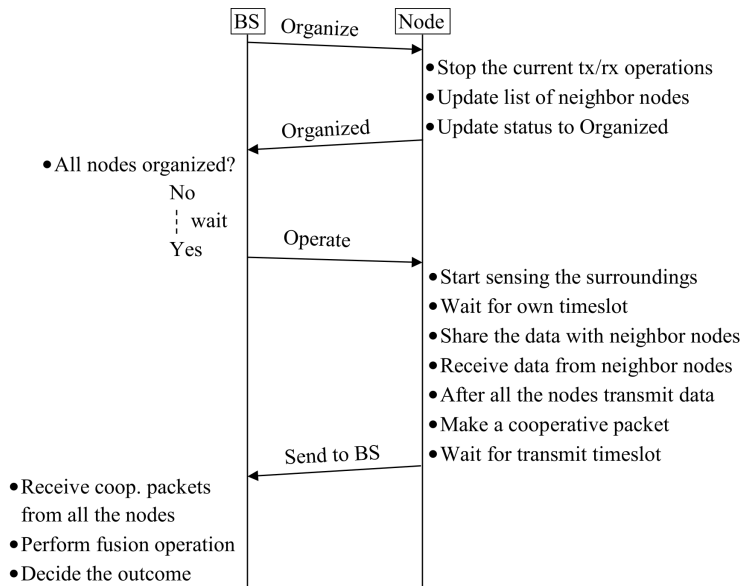 BS
Node
Organize
•Stop the current tx/rx operations
•Update list of neighbor nodes
•Update status to Organized
Organized
•All nodes organized?
No
wait
Yes
Operate
•Start sensing the surroundings
•Wait for own timeslot
•Share the data with neighbor nodes
•Receive data from neighbor nodes
•After all the nodes transmit data
•Make a cooperative packet
•Wait for transmit timeslot
Send to BS
•Receive coop. packets
from all the nodes
•Perform fusion operation
•Decide the outcome